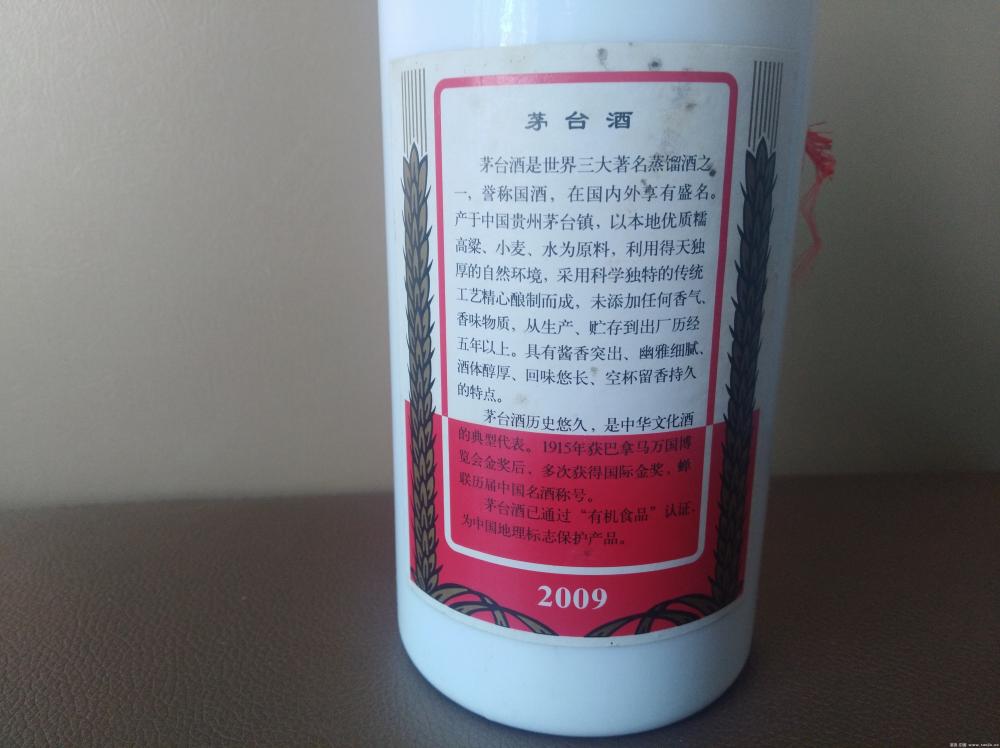 茅台酒
茅台酒是世界三大著名蒸馏酒之
一，誉称国酒，在国内外享有盛名。
产于中国贵州茅台镇，以本地优质糯
高粱、小麦、水为原料，利用得天独
厚的自然环境，采用科学独特的传统
工艺精心酿制而成，未添加任何香气、
香味物质，从生产、贮存到出厂历经
五年以上。具有酱香突出、幽雅细腻、
酒体醇厚、回味悠长、空杯留香持久
的特点。
茅台酒历史悠久，是中华文化酒
的典型代表。1915年获巴拿马万国博
览会金奖后、多次获得国际金奖，蝉
联历届中国名酒称号。
茅台酒已通过“有机食品”认证，
为中国地理标志保护产品。
2009